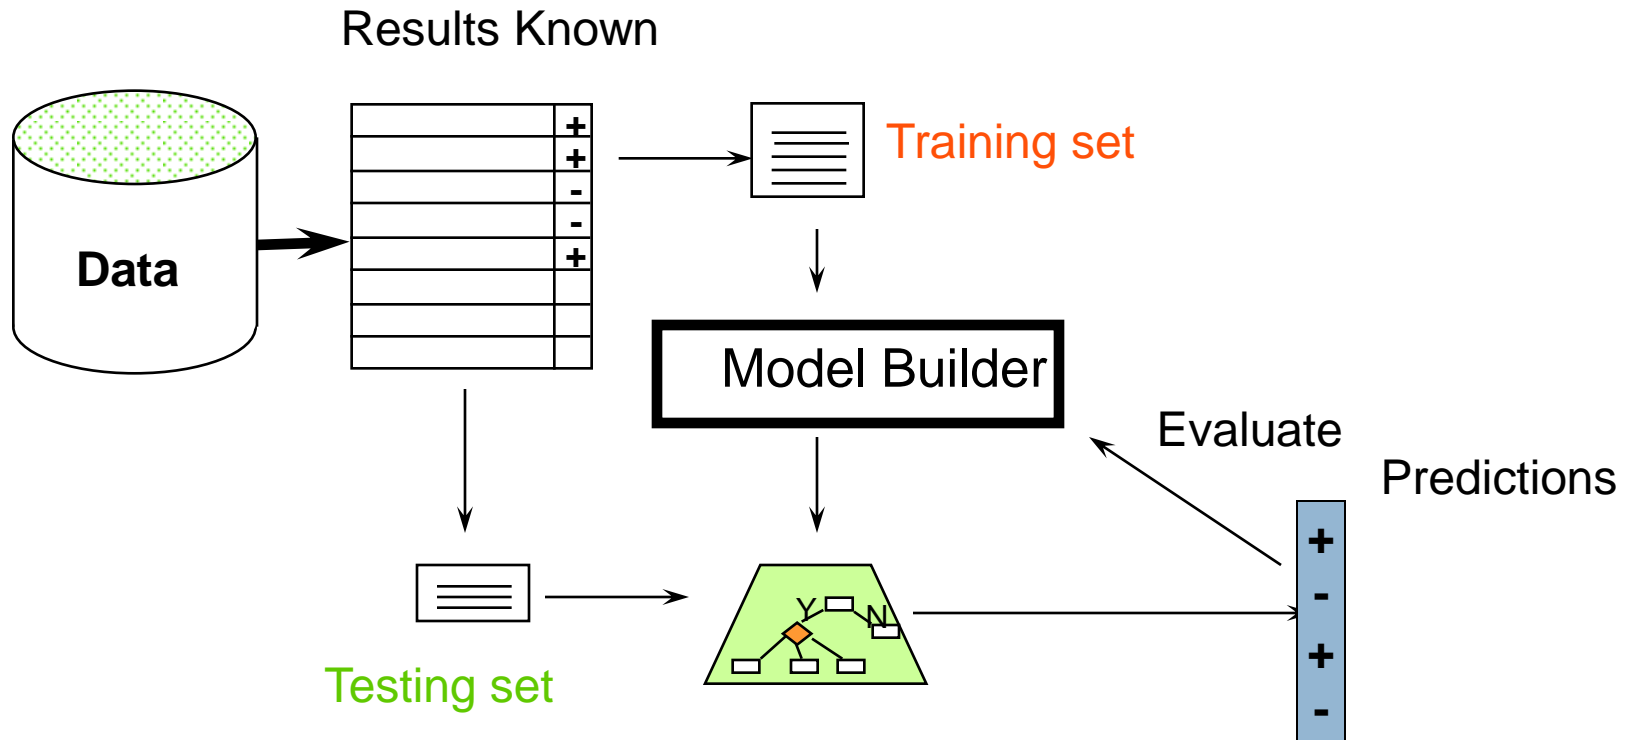 Results Known
+
+
-
-
+
Training set
Data
Model Builder
Evaluate
Predictions
+
-
+
-
Y N
Testing set